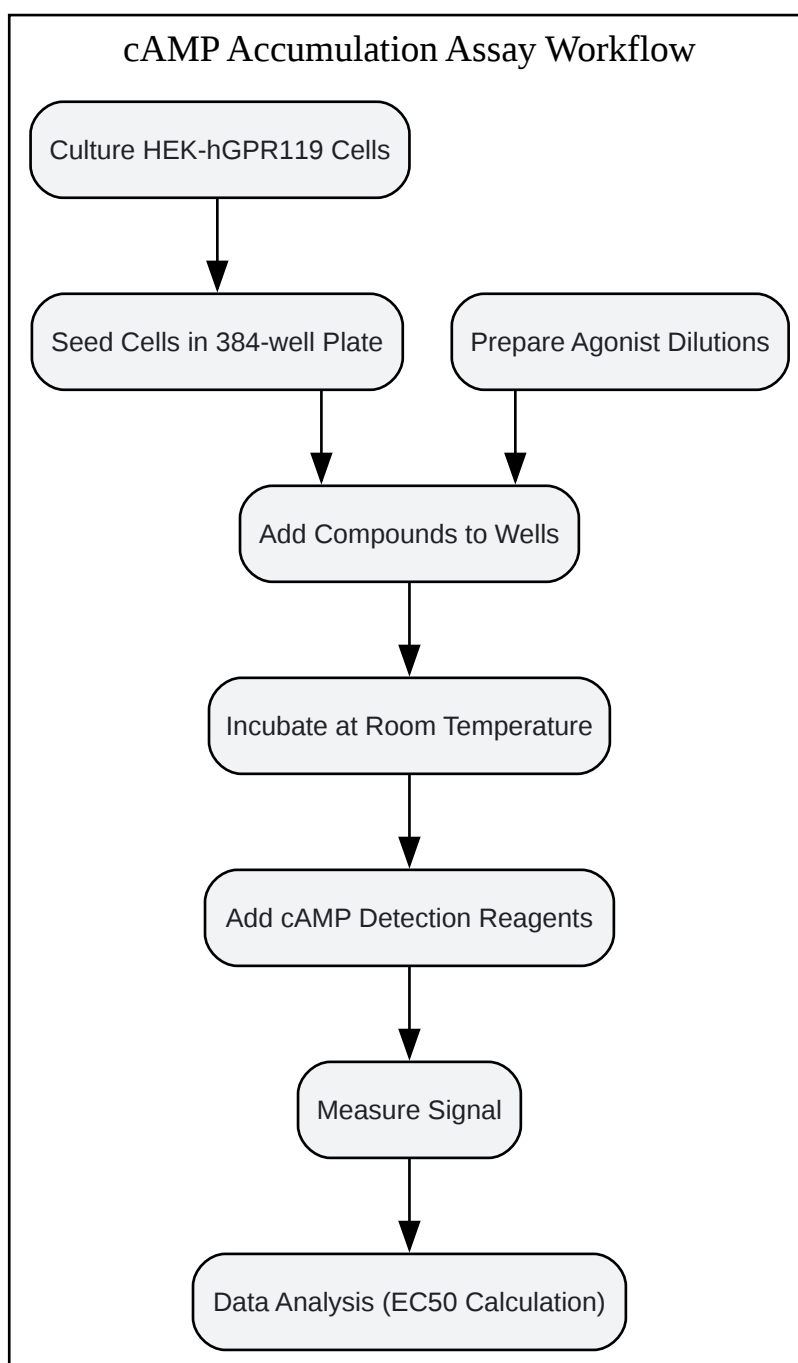 cAMP Accumulation Assay Workflow
Culture HEK-hGPR119 Cells
Seed Cells in 384-well Plate
Prepare Agonist Dilutions
Add Compounds to Wells
Incubate at Room Temperature
Add cAMP Detection Reagents
Measure Signal
Data Analysis (EC50 Calculation)